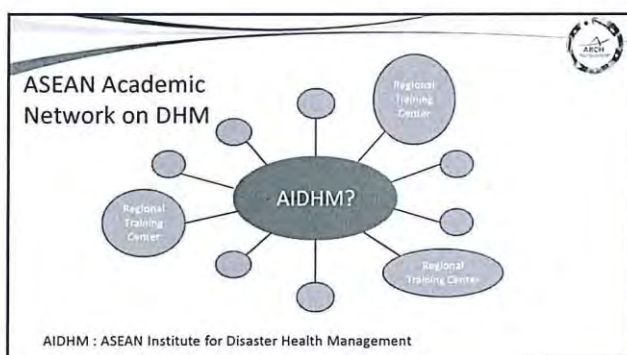 ASEAN Academic
Network on DHM
ARCH
Regional
Training
Center
AIDHM?
Regional
Training
Center
Regional
Training Center
AIDHM : ASEAN Institute for Disaster Health Management